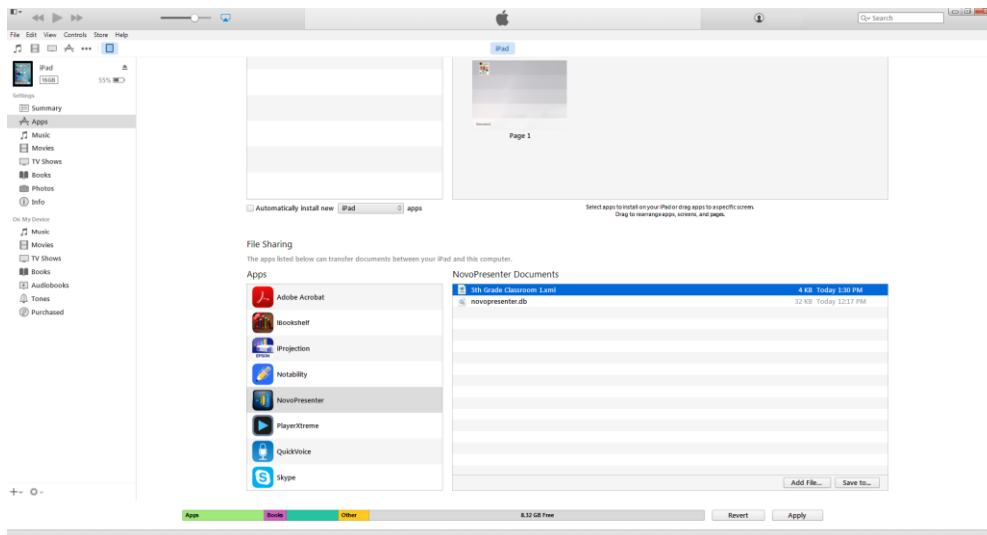 Search
File Edit View Controls Store Help
iPad
iPad
16GB 55%
Settings
Summary
Apps
Music
Movies
TV Shows
Books
Photos
Info
On My Device
Music
Movies
TV Shows
Books
Audiobooks
Tones
Purchased
Page 1
Automatically install new iPad apps
Select apps to install on your iPad or drag apps to a specific screen.
Drag to rearrange apps, screens, and pages.
File Sharing
The apps listed below can transfer documents between your iPad and this computer.
Apps
Adobe Acrobat
iBookshelf
EPSON
iProjection
Notability
NovoPresenter
PlayerXtreme
QuickVoice
Skype
NovoPresenter Documents
5th Grade Classroom 1.xml 4 KB Today 1:30 PM
novopresenter.db 32 KB Today 12:17 PM
Add File... Save to...
Apps Books Other 8.32 GB Free Revert Apply